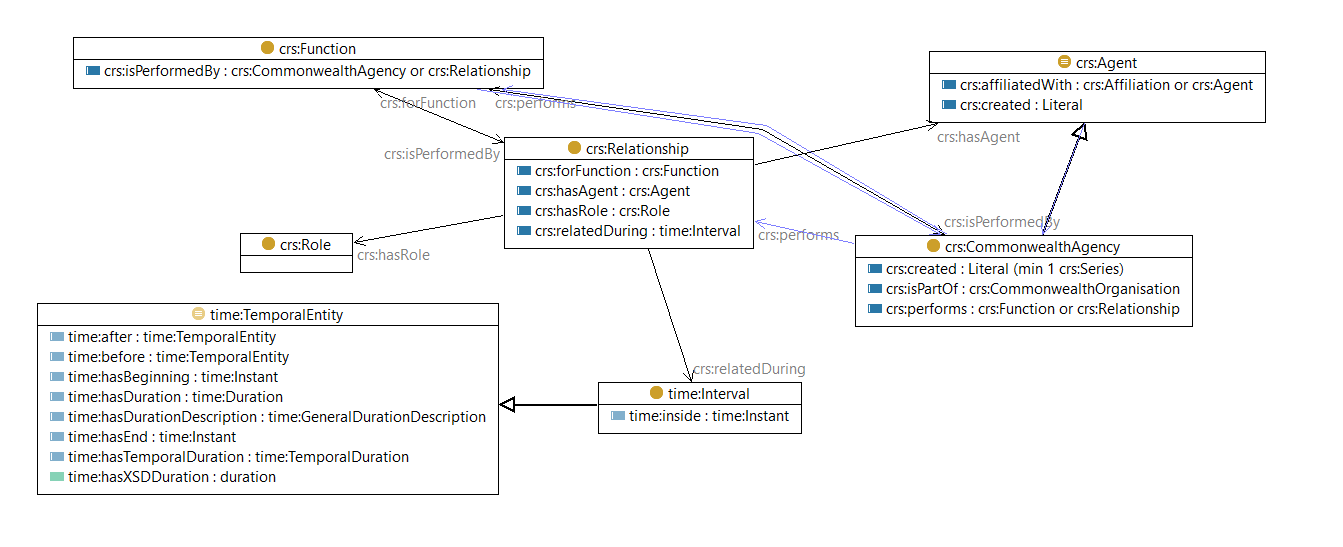 crs:Function
crs:isPerformedBy : crs:CommonwealthAgency or crs:Relationship
crs:Agent
crs:affiliatedWith : crs:Affiliation or crs:Agent
crs:created : Literal
crs:forFunction
crs:performs
crs:hasAgent
crs:isPerformedBy
crs:Relationship
crs:forFunction : crs:Function
crs:hasAgent : crs:Agent
crs:hasRole : crs:Role
crs:relatedDuring : time:Interval
crs:isPerformedBy
crs:performs
crs:Role
crs:hasRole
crs:CommonwealthAgency
crs:created : Literal (min 1 crs:Series)
crs:isPartOf : crs:CommonwealthOrganisation
crs:performs : crs:Function or crs:Relationship
time:TemporalEntity
time:after : time:TemporalEntity
time:before : time:TemporalEntity
time:hasBeginning : time:Instant
time:hasDuration : time:Duration
time:hasDurationDescription : time:GeneralDurationDescription
time:hasEnd : time:Instant
time:hasTemporalDuration : time:TemporalDuration
time:hasXSDDuration : duration
crs:relatedDuring
time:Interval
time:inside : time:Instant